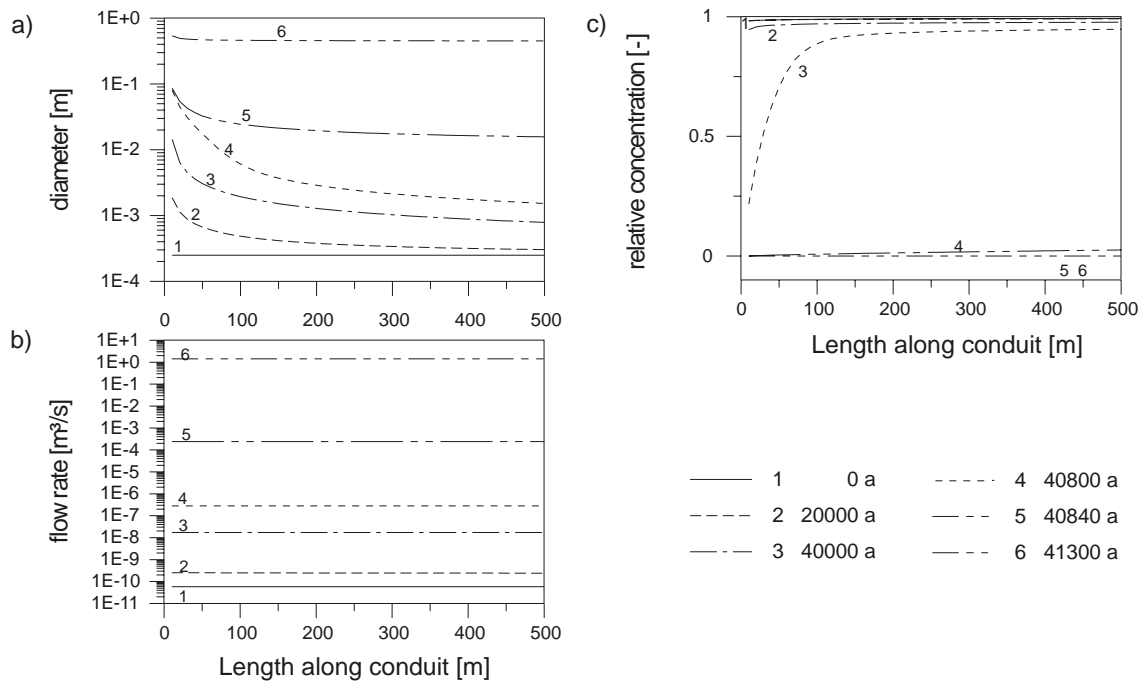 a)
1E+0
1E-1
1E-2
1E-3
1E-4
diameter [m]
6
5
4
3
2
1
0 100 200 300 400 500
b)
1E+1
1E+0
1E-1
1E-2
1E-3
1E-4
1E-5
1E-6
1E-7
1E-8
1E-9
1E-10
1E-11
flow rate [m³/s]
6
5
4
3
2
1
0 100 200 300 400 500
Length along conduit [m]
c)
1
0.5
0
relative concentration [-]
1
2
3
4
5 6
0 100 200 300 400 500
Length along conduit [m]
1 0 a
2 20000 a
3 40000 a
4 40800 a
5 40840 a
6 41300 a